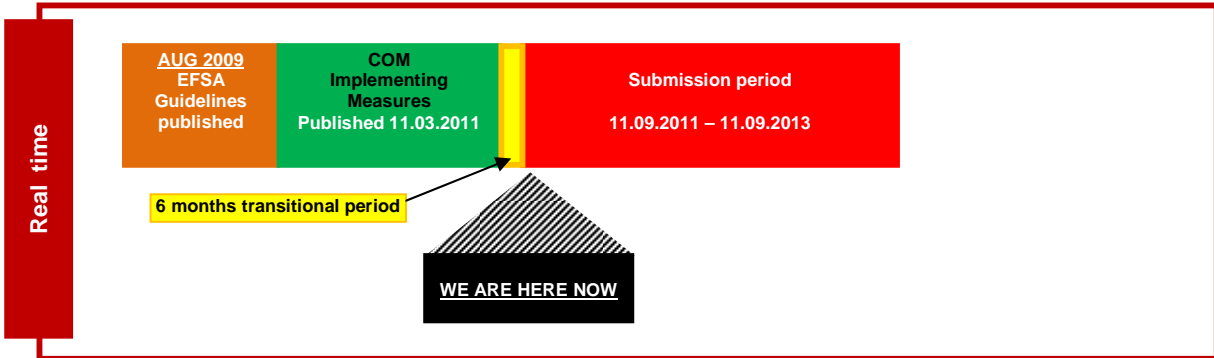 Real time
AUG 2009
EFSA
Guidelines
published
COM
Implementing
Measures
Published 11.03.2011
Submission period
11.09.2011 – 11.09.2013
6 months transitional period
WE ARE HERE NOW